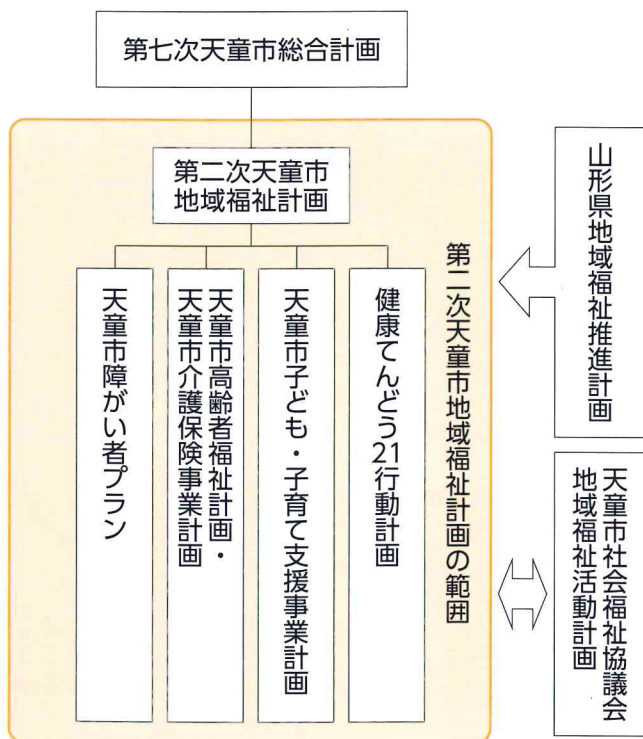 第七次天童市総合計画
第二次天童市
地域福祉計画
天童市障がい者プラン
天童市高齢者福祉計画・
天童市介護保険事業計画
天童市子ども・子育て支援事業計画
健康てんどう21行動計画
第二次天童市地域福祉計画の範囲
山形県地域福祉推進計画
天童市社会福祉協議会
地域福祉活動計画